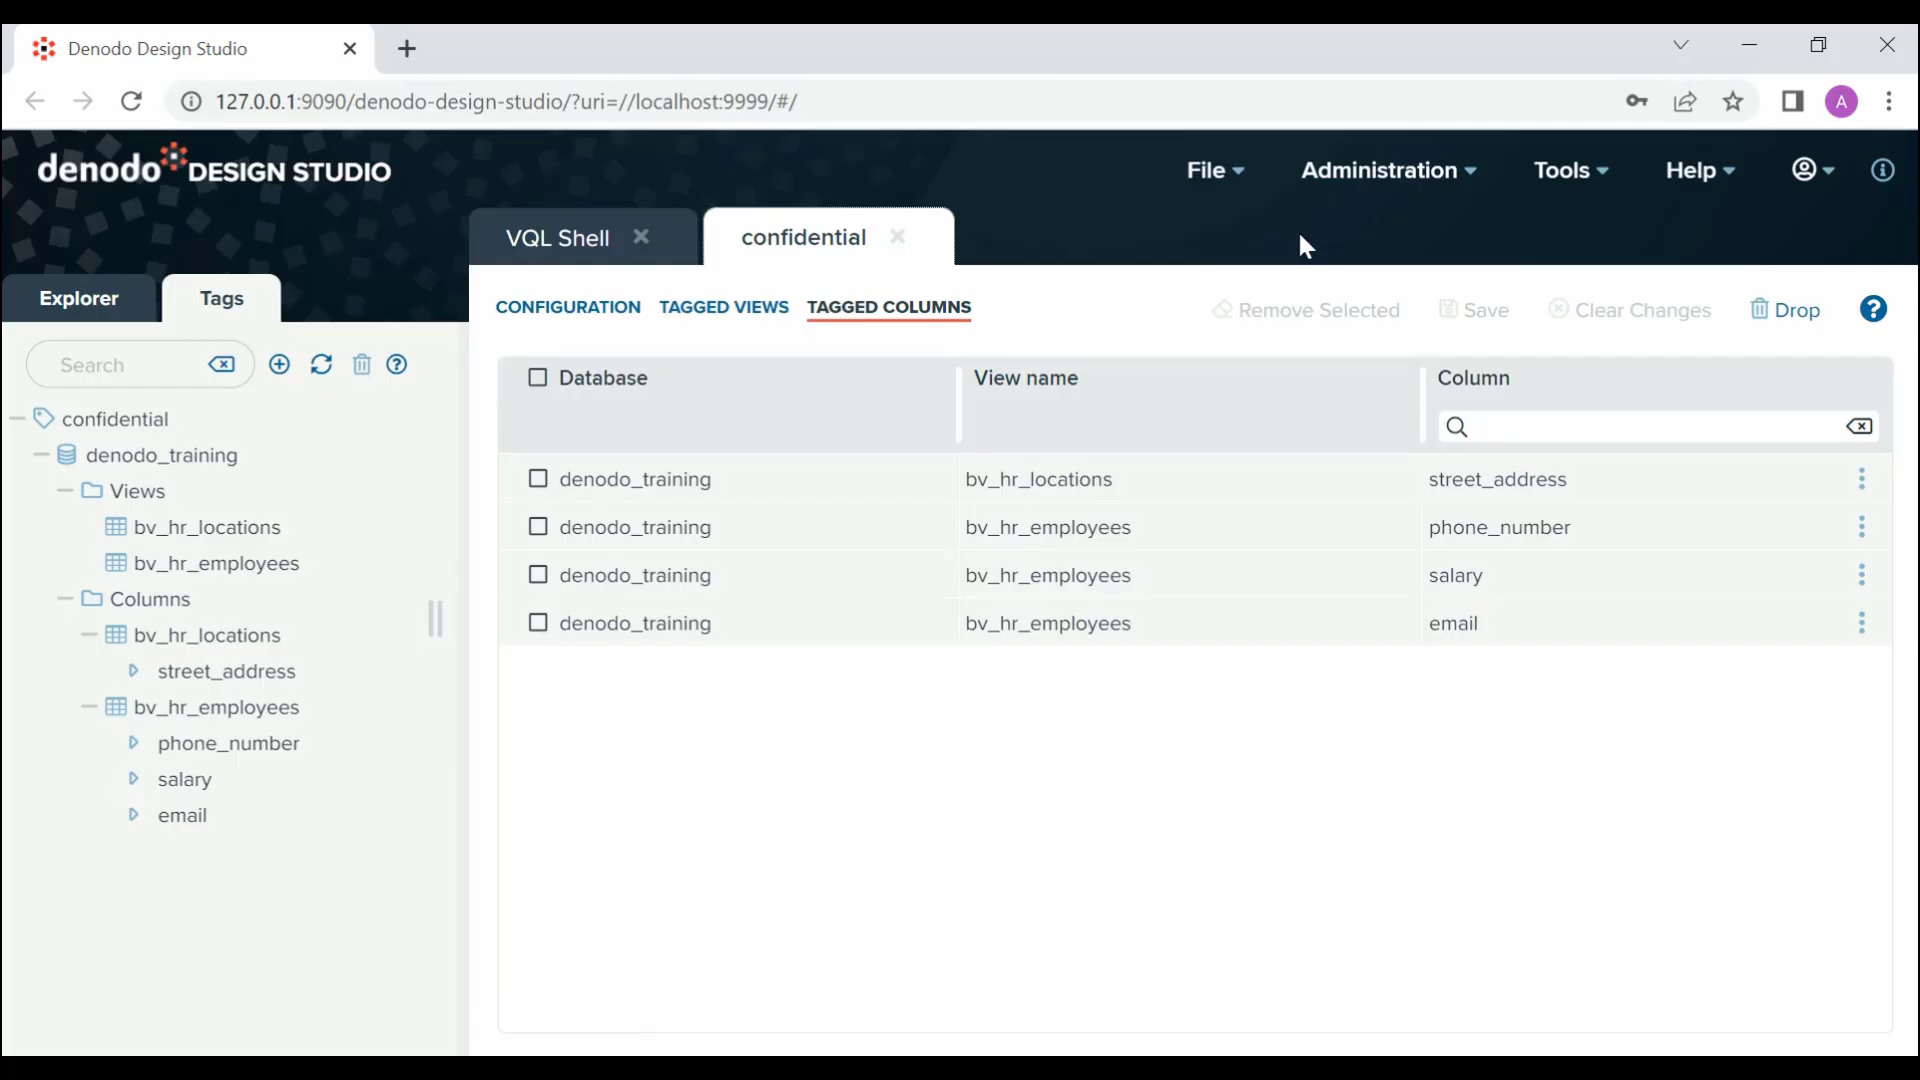 Denodo Design Studio
127.0.0.1:9090/denodo-design-studio/?uri=//localhost:9999/#/
A
denodo DESIGN STUDIO
File
Administration
Tools
Help
VQL Shell
confidential
Explorer
Tags
CONFIGURATION
TAGGED VIEWS
TAGGED COLUMNS
Remove Selected
Save
Clear Changes
Drop
?
Search
?
confidential
denodo_training
Views
bv_hr_locations
bv_hr_employees
Columns
bv_hr_locations
street_address
bv_hr_employees
phone_number
salary
email
Database View name Column
denodo_training bv_hr_locations street_address
denodo_training bv_hr_employees phone_number
denodo_training bv_hr_employees salary
denodo_training bv_hr_employees email